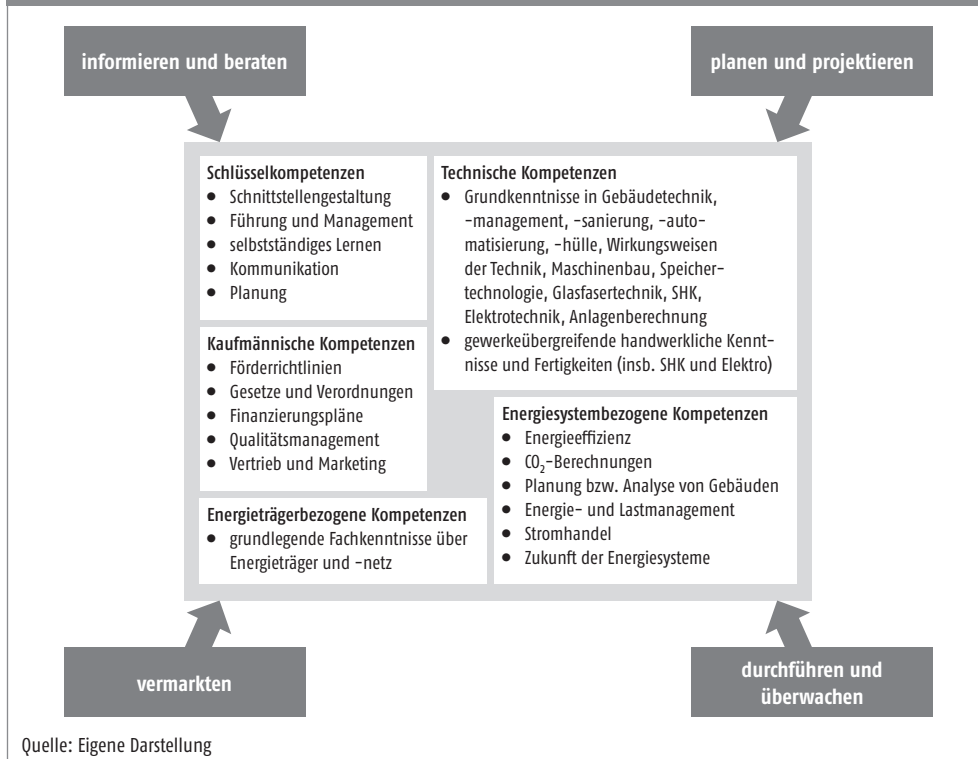 informieren und beraten
planen und projektieren
Schlüsselkompetenzen
• Schnittstellengestaltung
• Führung und Management
• selbstständiges Lernen
• Kommunikation
• Planung
Kaufmännische Kompetenzen
• Förderrichtlinien
• Gesetze und Verordnungen
• Finanzierungspläne
• Qualitätsmanagement
• Vertrieb und Marketing
Energieträgerbezogene Kompetenzen
• grundlegende Fachkenntnisse über
Energieträger und -netz
Technische Kompetenzen
• Grundkenntnisse in Gebäudetechnik,
-management, -sanierung, -auto-
matisierung, -hülle, Wirkungsweisen
der Technik, Maschinenbau, Speicher-
technologie, Glasfasertechnik, SHK,
Elektrotechnik, Anlagenberechnung
• gewerkeübergreifende handwerkliche Kennt-
nisse und Fertigkeiten (insb. SHK und Elektro)
Energiesystembezogene Kompetenzen
• Energieeffizienz
• CO₂-Berechnungen
• Planung bzw. Analyse von Gebäuden
• Energie- und Lastmanagement
• Stromhandel
• Zukunft der Energiesysteme
vermarkten
durchführen und
überwachen
Quelle: Eigene Darstellung